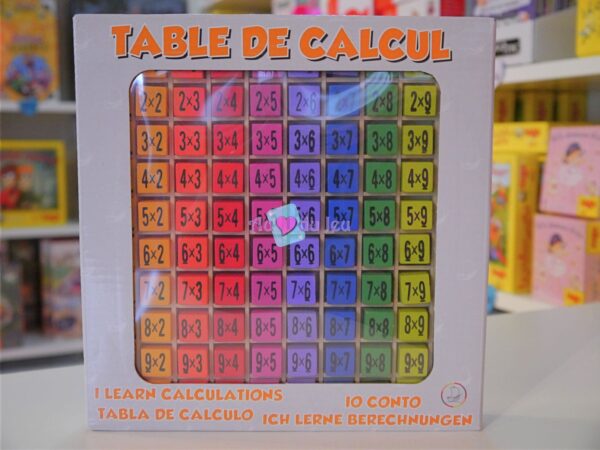 TABLE DE CALCUL
2×2 2×3 2×4 2×5 2×6 2×8 2×9
3×2 3×3 3×4 3×5 3×6 3×7 3×8 3×9
4×2 4×3 4×4 4×5 4×6 4×7 4×8 4×9
5×2 5×3 5×4 5×6 5×7 5×8 5×9
6×2 6×3 6×4 6×5 6×6 6×7 6×8 6×9
7×2 7×3 7×4 7×5 7×6 7×7 7×8 7×9
8×2 8×3 8×4 8×5 8×6 8×7 8×8 8×9
9×2 9×3 9×4 9×5 9×6 9×7 9×8 9×9
I LEARN CALCULATIONS
IO CONTO
TABLA DE CALCULO
ICH LERNE BERECHNUNGEN